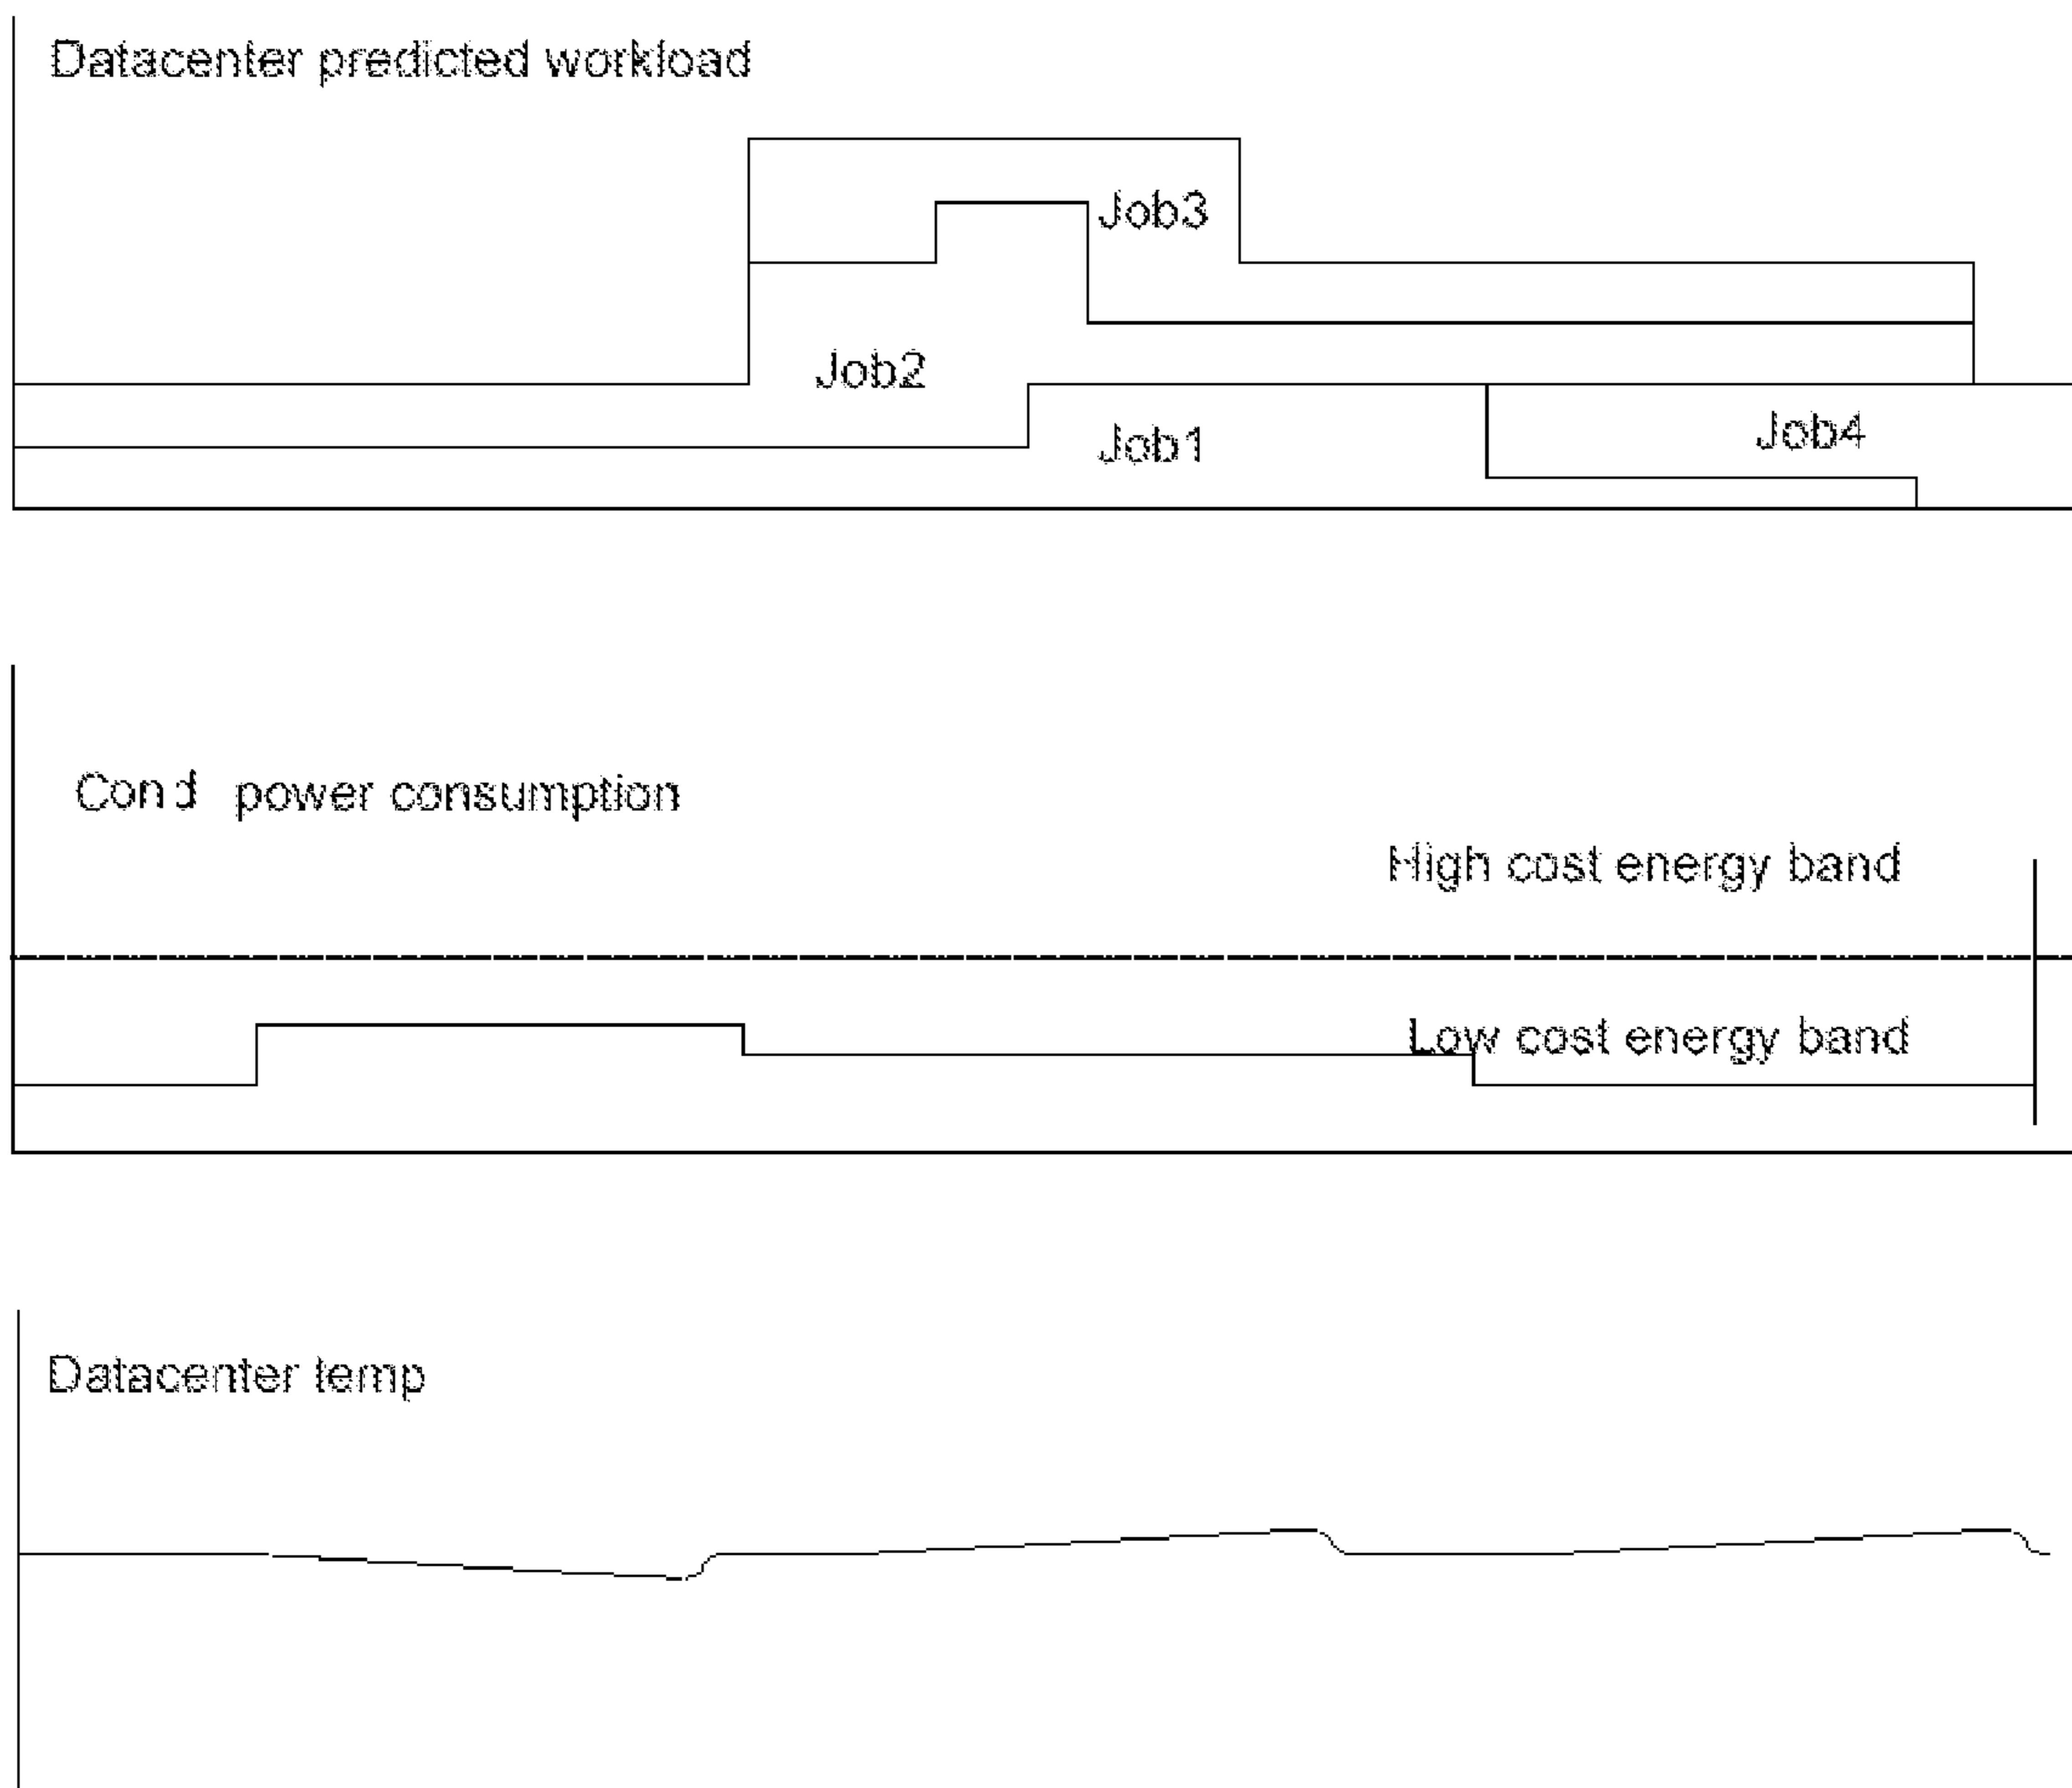 Datacenter predicted workload
Job3
Job2
Job1
Job4
Cond power consumption
High cost energy band
Low cost energy band
Datacenter temp